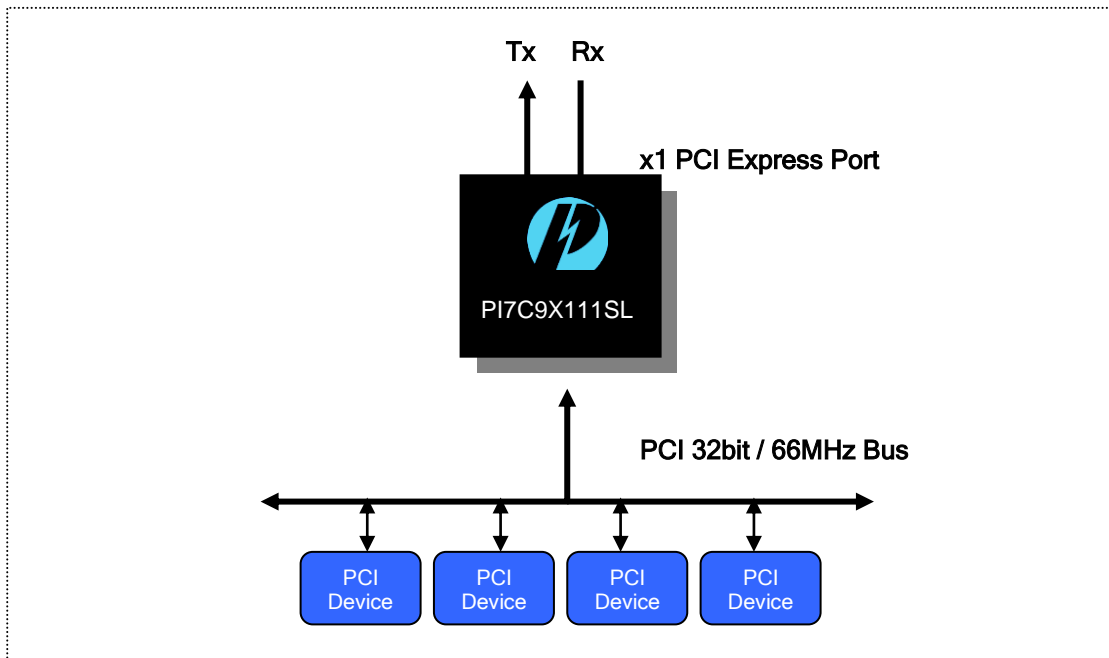 Tx Rx
x1 PCI Express Port
PI7C9X111SL
PCI 32bit / 66MHz Bus
PCI
Device
PCI
Device
PCI
Device
PCI
Device